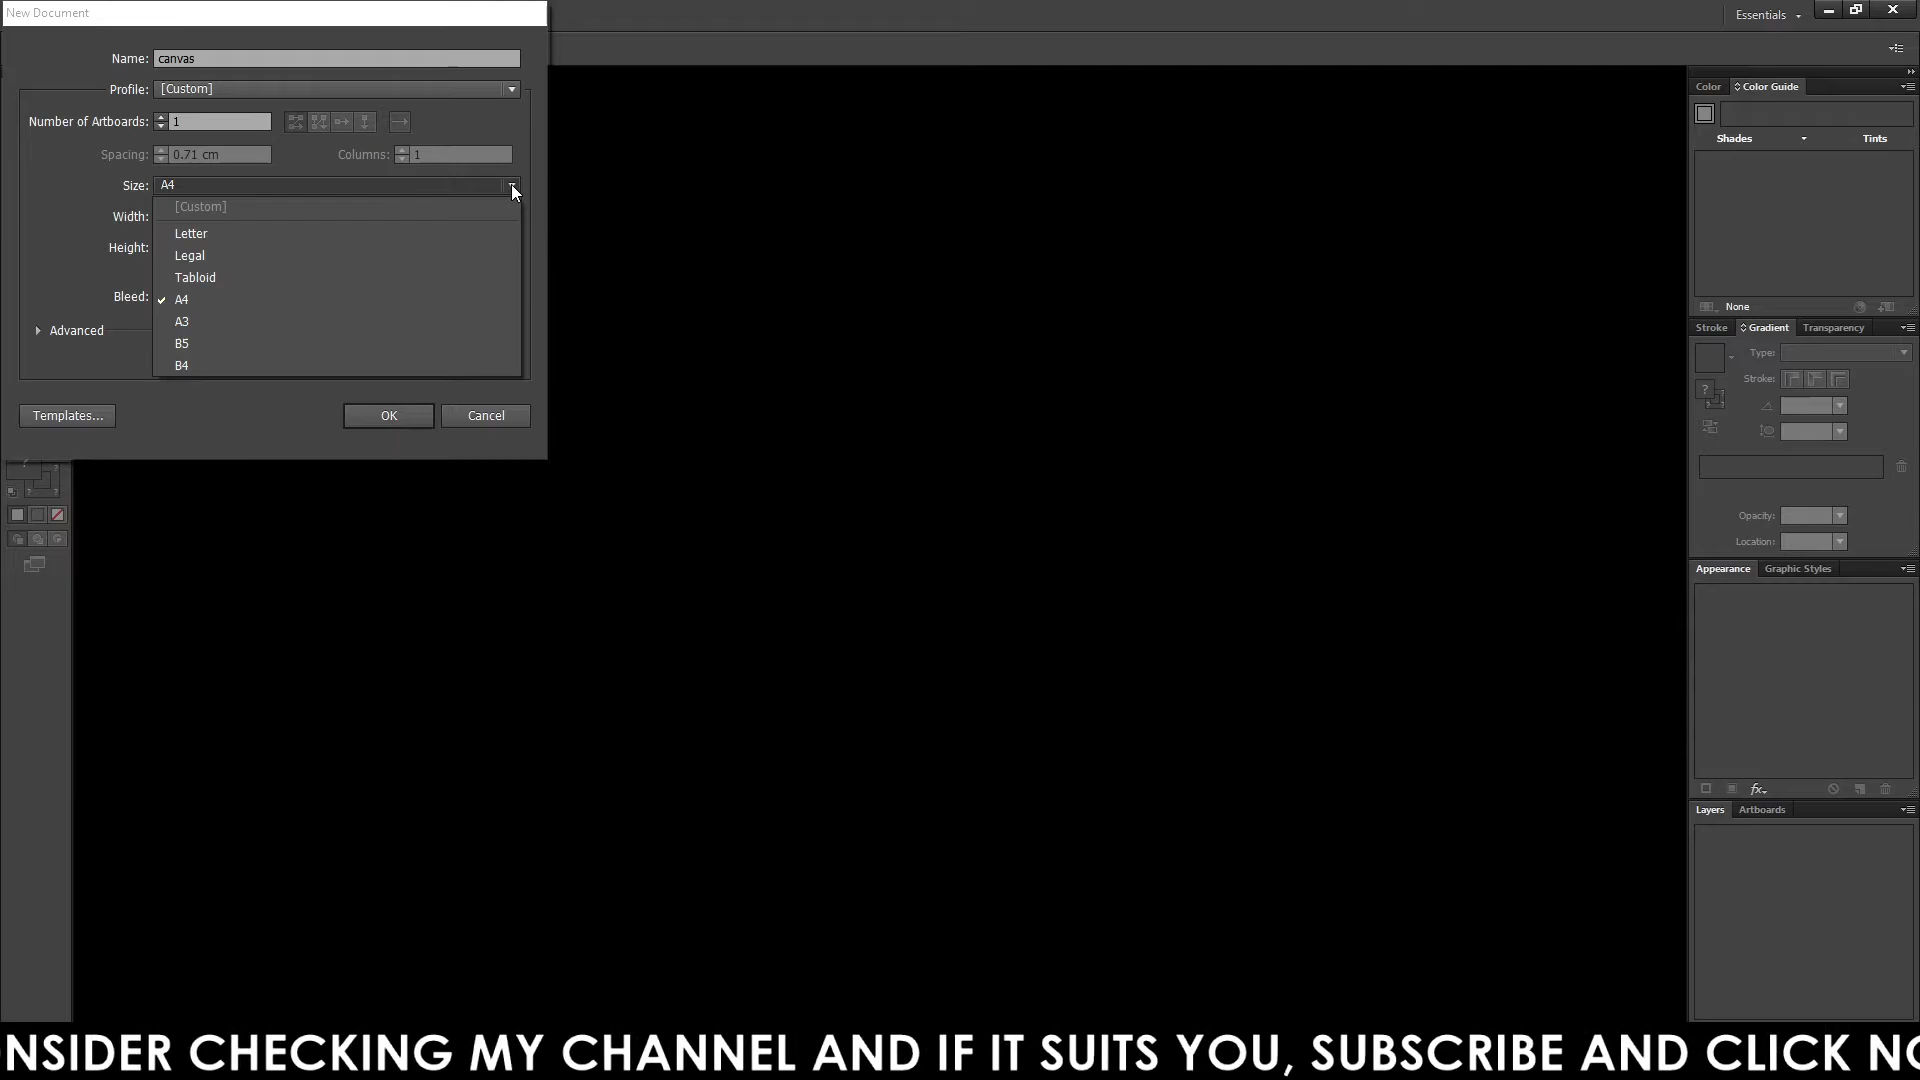 New Document
Essentials
Name: canvas
Profile: [Custom]
Number of Artboards: 1
Spacing: 0.71 cm Columns: 1
Size: A4
[Custom]
Width:
Letter
Height:
Legal
Tabloid
Bleed:
A4
A3
Advanced
B5
B4
Templates... OK Cancel
Color Color Guide
Shades Tints
None
Stroke Gradient Transparency
Type:
Stroke:
Opacity:
Location:
Appearance Graphic Styles
fx
Layers Artboards
NSIDER CHECKING MY CHANNEL AND IF IT SUITS YOU, SUBSCRIBE AND CLICK NO